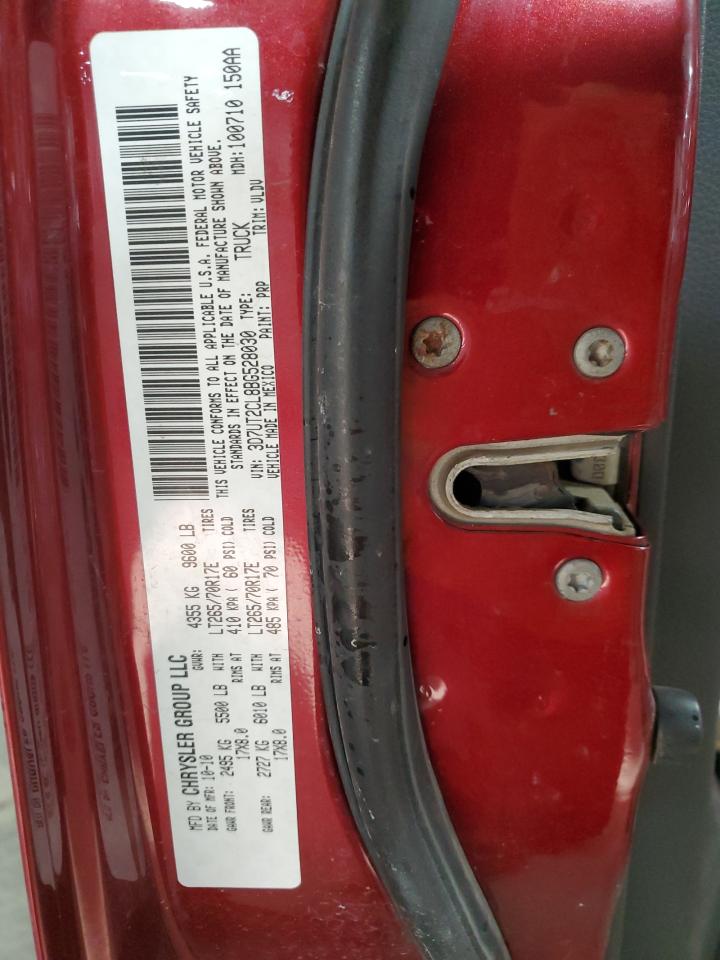 MFD BY CHRYSLER GROUP LLC
DATE OF MFR: 10-10 GVWR: 4355 KG 9600 LB
GAWR FRONT: 2495 KG 5500 LB WITH LT265/70R17E TIRES
17X8.0 RIMS AT 410 KPA ( 60 PSI) COLD
GAWR REAR: 2727 KG 6010 LB WITH LT265/70R17E TIRES
17X8.0 RIMS AT 485 KPA ( 70 PSI) COLD
THIS VEHICLE CONFORMS TO ALL APPLICABLE U.S.A. FEDERAL MOTOR VEHICLE SAFETY
STANDARDS IN EFFECT ON THE DATE OF MANUFACTURE SHOWN ABOVE.
VIN: 3D7UT2CL8BG528030 TYPE: TRUCK MDH:100710 150AA
VEHICLE MADE IN MEXICO PAINT: PRP TRIM: VLDV